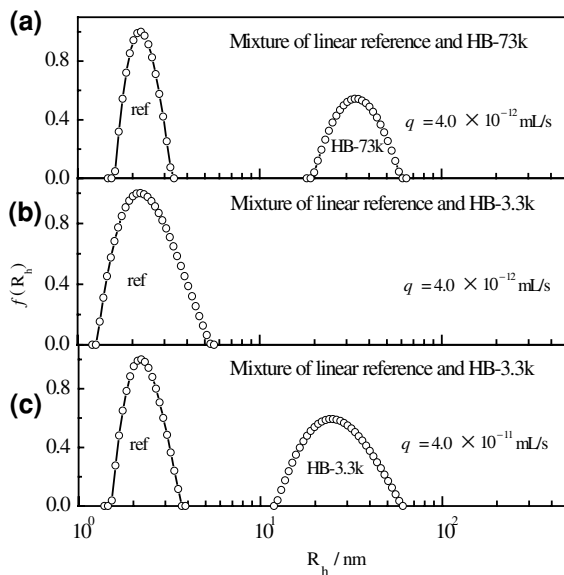 (a)
Mixture of linear reference and HB-73k
0.8
ref
0.4
HB-73k
q = 4.0 × 10⁻¹² mL/s
0.0
(b)
Mixture of linear reference and HB-3.3k
0.8
ref
0.4
q = 4.0 × 10⁻¹² mL/s
0.0
f(R_h)
(c)
Mixture of linear reference and HB-3.3k
0.8
ref
0.4
HB-3.3k
q = 4.0 × 10⁻¹¹ mL/s
0.0
10⁰ 10¹ 10²
R_h / nm